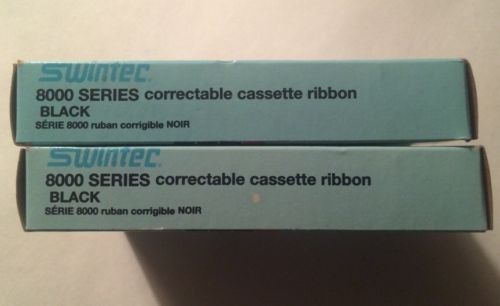 Swintec
8000 SERIES correctable cassette ribbon
BLACK
SÉRIE 8000 ruban corrigible NOIR
Swintec
8000 SERIES correctable cassette ribbon
BLACK
SÉRIE 8000 ruban corrigible NOIR